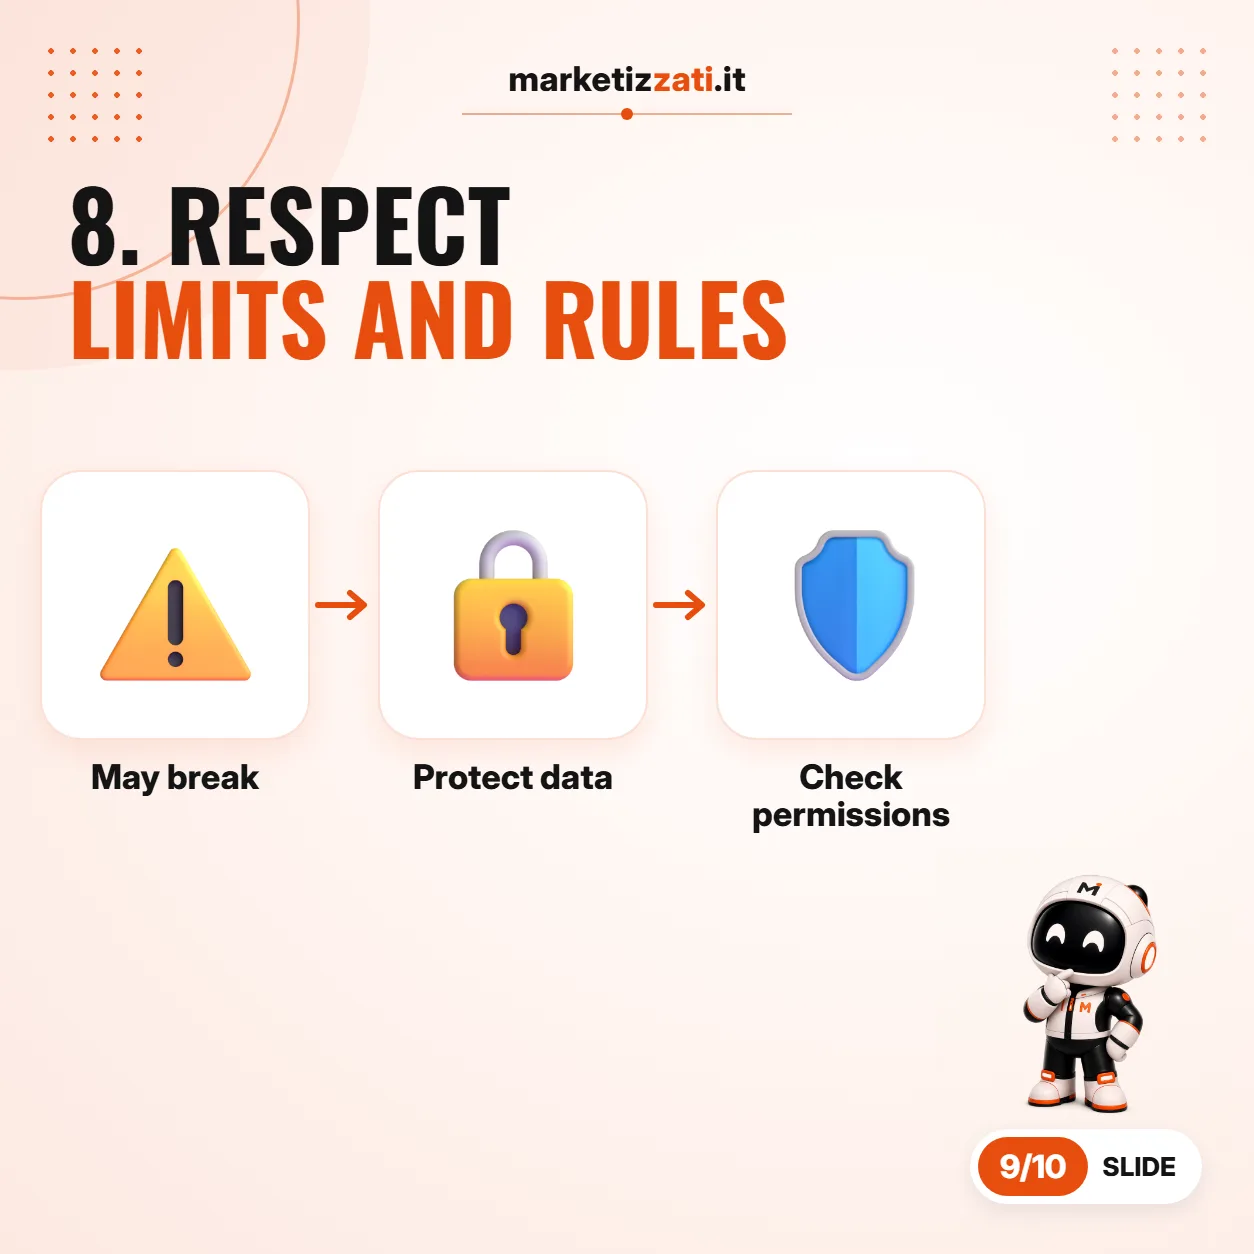 marketizzati.it
8. RESPECT
LIMITS AND RULES
May break
Protect data
Check
permissions
M
M
9/10 SLIDE